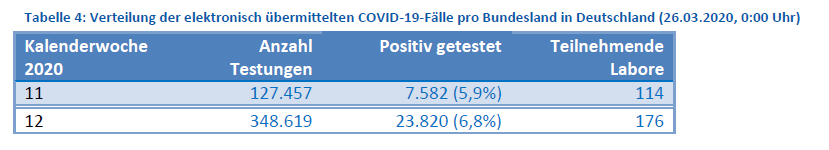 Tabelle 4: Verteilung der elektronisch übermittelten COVID-19-Fälle pro Bundesland in Deutschland (26.03.2020, 0:00 Uhr)
Kalenderwoche 2020 Anzahl Testungen Positiv getestet Teilnehmende Labore
11 127.457 7.582 (5,9%) 114
12 348.619 23.820 (6,8%) 176